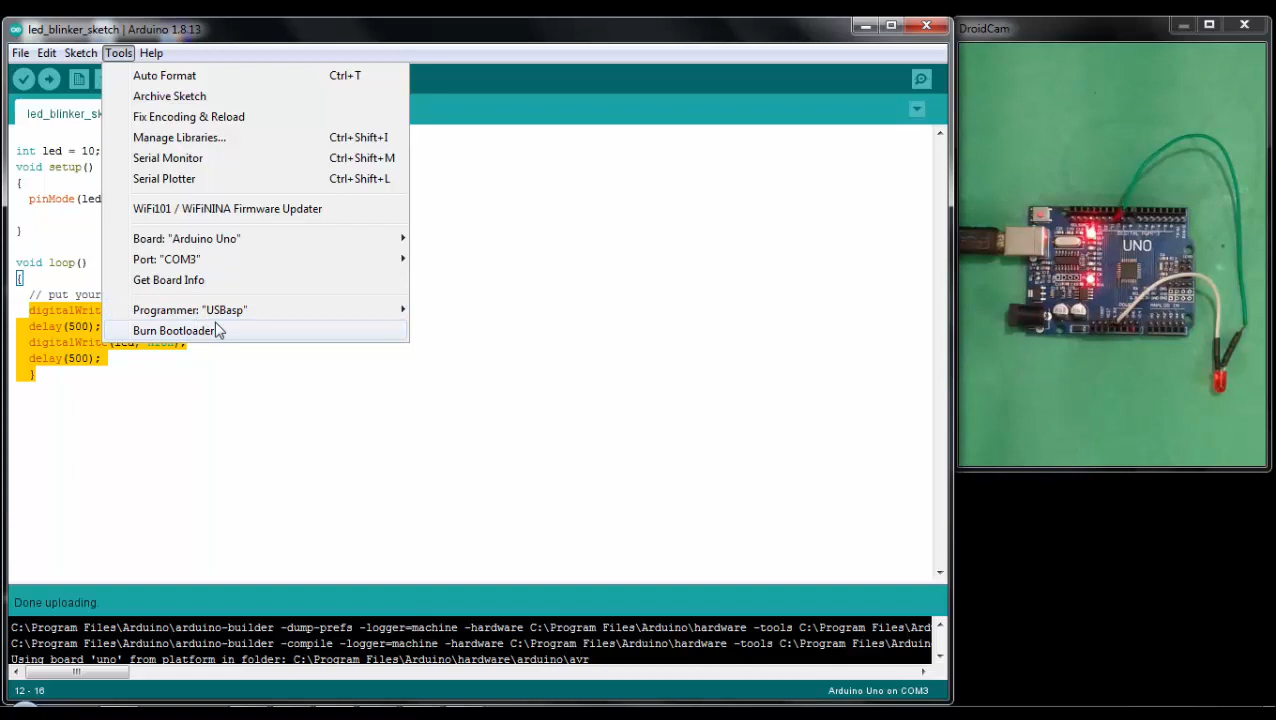 led_blinker_sketch | Arduino 1.8.13
DroidCam
File Edit Sketch Tools Help
Auto Format Ctrl+T
Archive Sketch
Fix Encoding & Reload
Manage Libraries... Ctrl+Shift+I
Serial Monitor Ctrl+Shift+M
Serial Plotter Ctrl+Shift+L
WiFi101 / WiFiNINA Firmware Updater
Board: "Arduino Uno"
Port: "COM3"
Get Board Info
Programmer: "USBasp"
Burn Bootloader
led_blinker_sk
int led = 10;
void setup()
{
pinMode(led
}
void loop()
{
// put your
digitalWrit
delay(500);
digitalWrite(led, HIGH);
delay(500);
}
UNO
Done uploading.
C:\Program Files\Arduino\arduino-builder -dump-prefs -logger=machine -hardware C:\Program Files\Arduino\hardware -tools C:\Program Files\Ard
C:\Program Files\Arduino\arduino-builder -compile -logger=machine -hardware C:\Program Files\Arduino\hardware -tools C:\Program Files\Ardu
Using board 'uno' from platform in folder: C:\Program Files\Arduino\hardware\arduino\avr
12 - 16
Arduino Uno on COM3